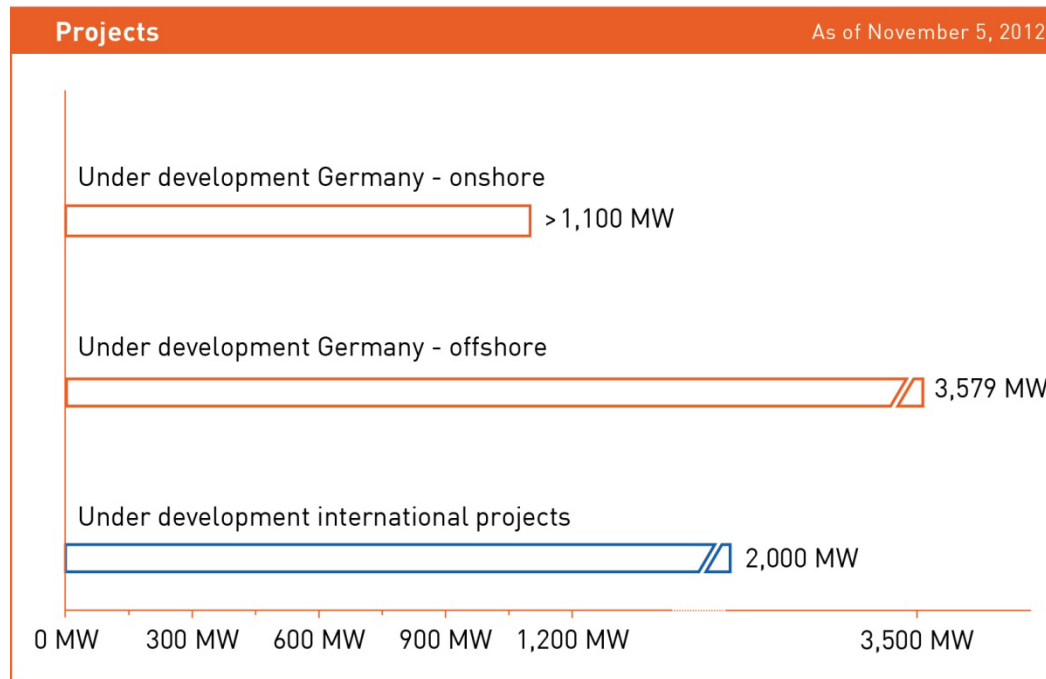 Projects As of November 5, 2012
Under development Germany - onshore
>1,100 MW
Under development Germany - offshore
3,579 MW
Under development international projects
2,000 MW
0 MW 300 MW 600 MW 900 MW 1,200 MW 3,500 MW